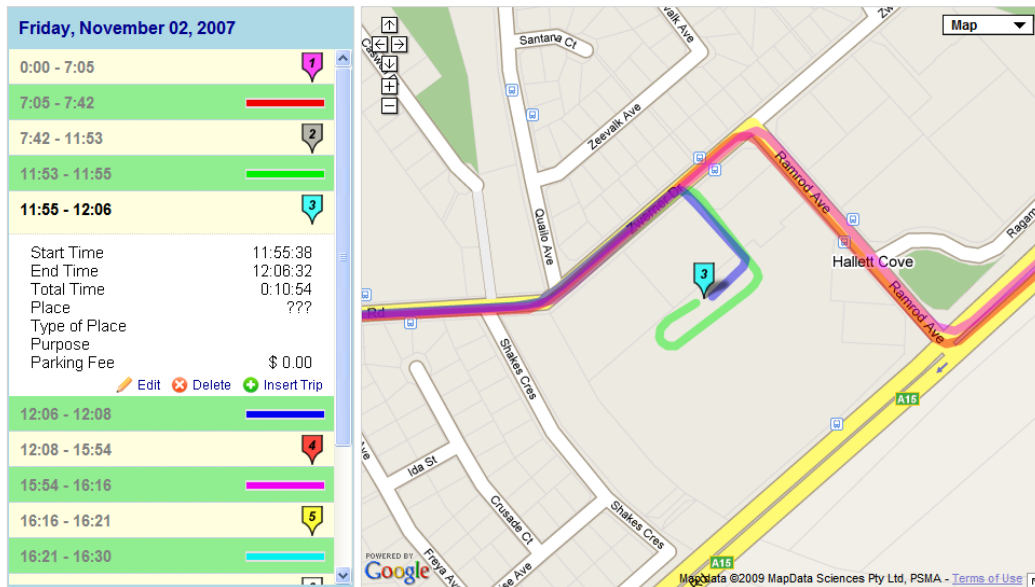 Friday, November 02, 2007
0:00 - 7:05
1
7:05 - 7:42
7:42 - 11:53
2
11:53 - 11:55
11:55 - 12:06
3
Start Time 11:55:38
End Time 12:06:32
Total Time 0:10:54
Place ???
Type of Place
Purpose
Parking Fee $ 0.00
Edit Delete Insert Trip
12:06 - 12:08
12:08 - 15:54
4
15:54 - 16:16
16:16 - 16:21
5
16:21 - 16:30
Map
Santana Ct
Zeevalk Ave
Quailo Ave
Zwerner Dr
Ramrod Ave
Hallett Cove
Ramrod Ave
3
Rd
Shakes Cres
A15
Ida St
Crusade Ct
Shakes Cres
Freya Ave
A15
POWERED BY
Google
Map data ©2009 MapData Sciences Pty Ltd, PSMA - Terms of Use